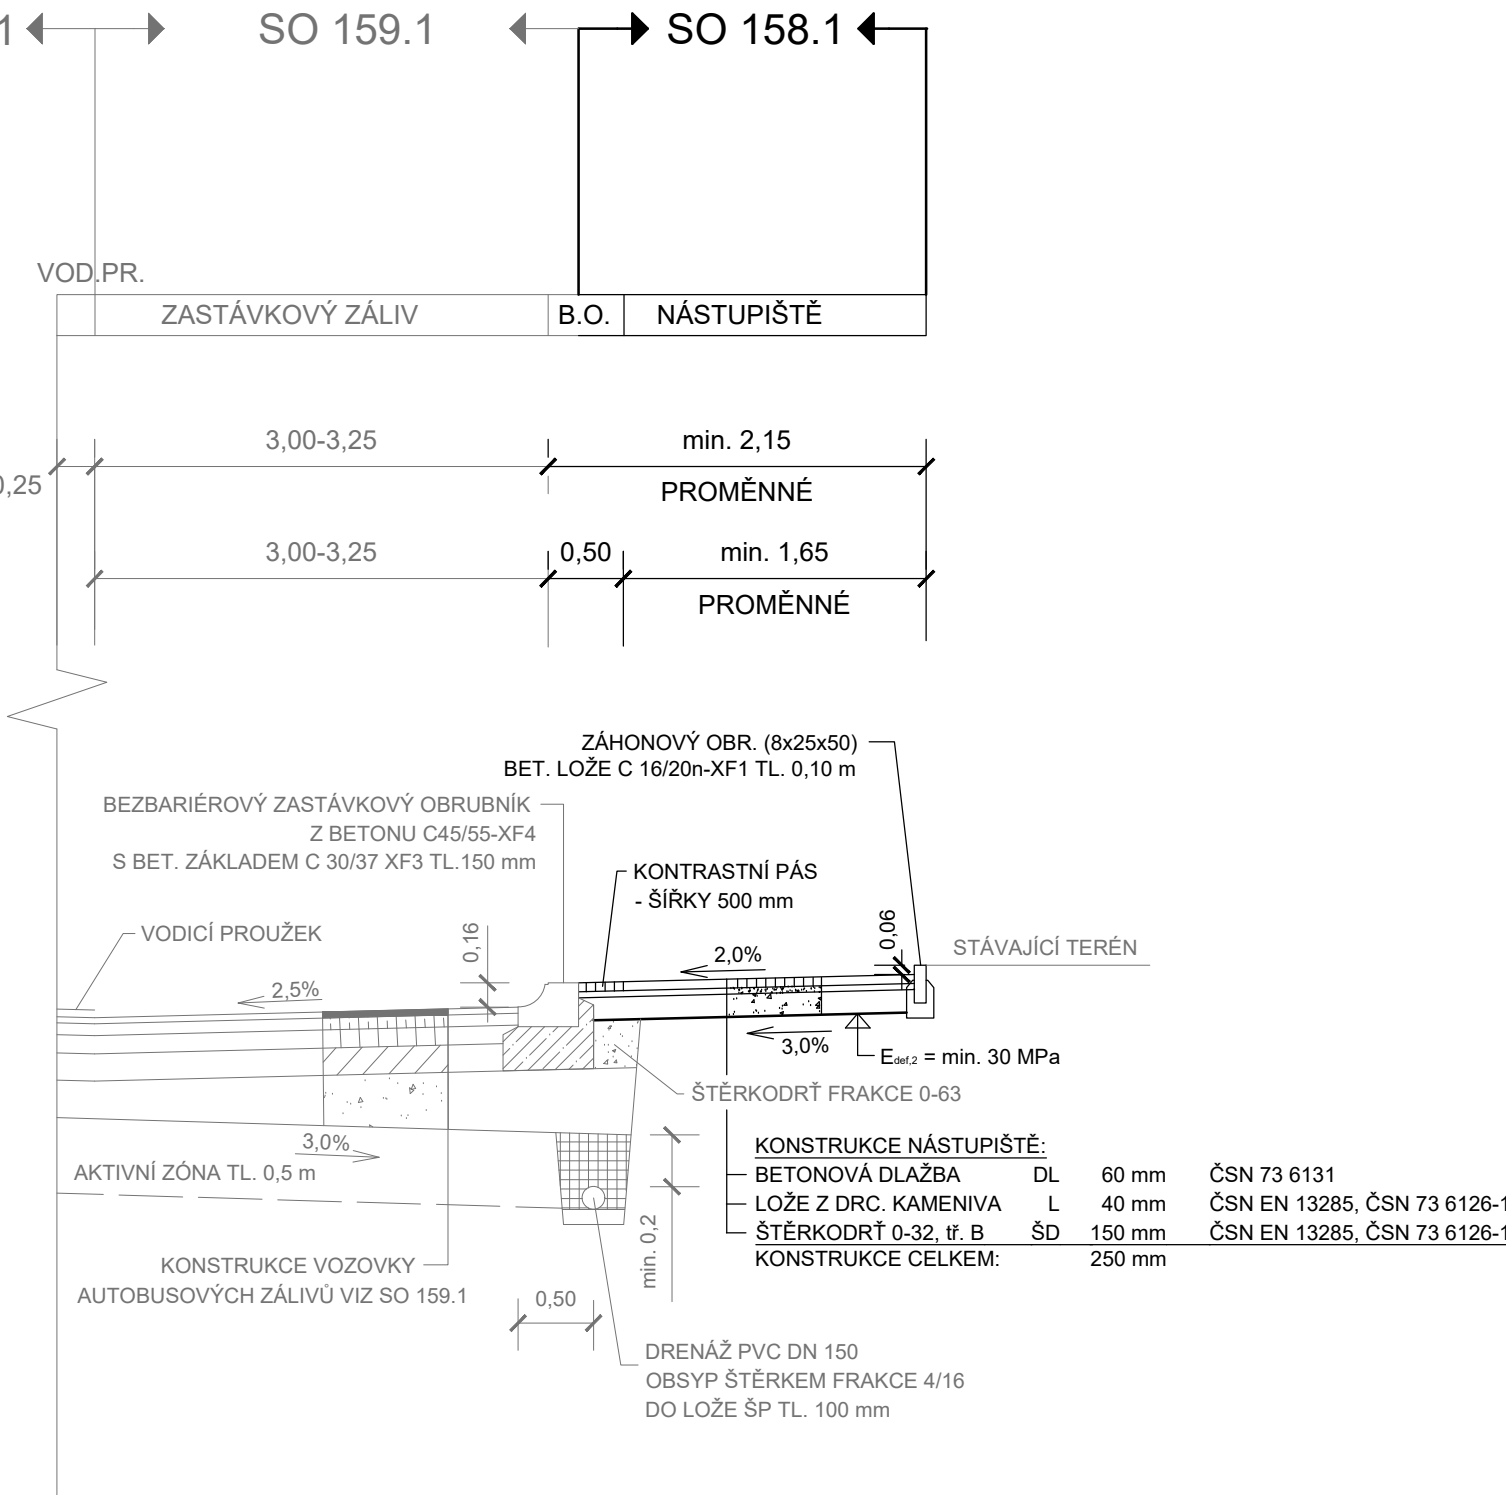 1
SO 159.1
SO 158.1
VOD.PR.
ZASTÁVKOVÝ ZÁLIV
B.O.
NÁSTUPIŠTĚ
3,00-3,25
min. 2,15
0,25
PROMĚNNÉ
3,00-3,25
0,50
min. 1,65
PROMĚNNÉ
ZÁHONOVÝ OBR. (8x25x50)
BET. LOŽE C 16/20n-XF1 TL. 0,10 m
BEZBARIÉROVÝ ZASTÁVKOVÝ OBRUBNÍK
Z BETONU C45/55-XF4
S BET. ZÁKLADEM C 30/37 XF3 TL.150 mm
KONTRASTNÍ PÁS
- ŠÍŘKY 500 mm
VODICÍ PROUŽEK
0,16
0,06
2,0%
STÁVAJÍCÍ TERÉN
2,5%
3,0%
Edef,2 = min. 30 MPa
ŠTĚRKODRŤ FRAKCE 0-63
3,0%
AKTIVNÍ ZÓNA TL. 0,5 m
KONSTRUKCE NÁSTUPIŠTĚ:
BETONOVÁ DLAŽBA DL 60 mm ČSN 73 6131
LOŽE Z DRC. KAMENIVA L 40 mm ČSN EN 13285, ČSN 73 6126-1
ŠTĚRKODRŤ 0-32, tř. B ŠD 150 mm ČSN EN 13285, ČSN 73 6126-1
KONSTRUKCE CELKEM: 250 mm
min. 0,2
KONSTRUKCE VOZOVKY
AUTOBUSOVÝCH ZÁLIVŮ VIZ SO 159.1
0,50
DRENÁŽ PVC DN 150
OBSYP ŠTĚRKEM FRAKCE 4/16
DO LOŽE ŠP TL. 100 mm